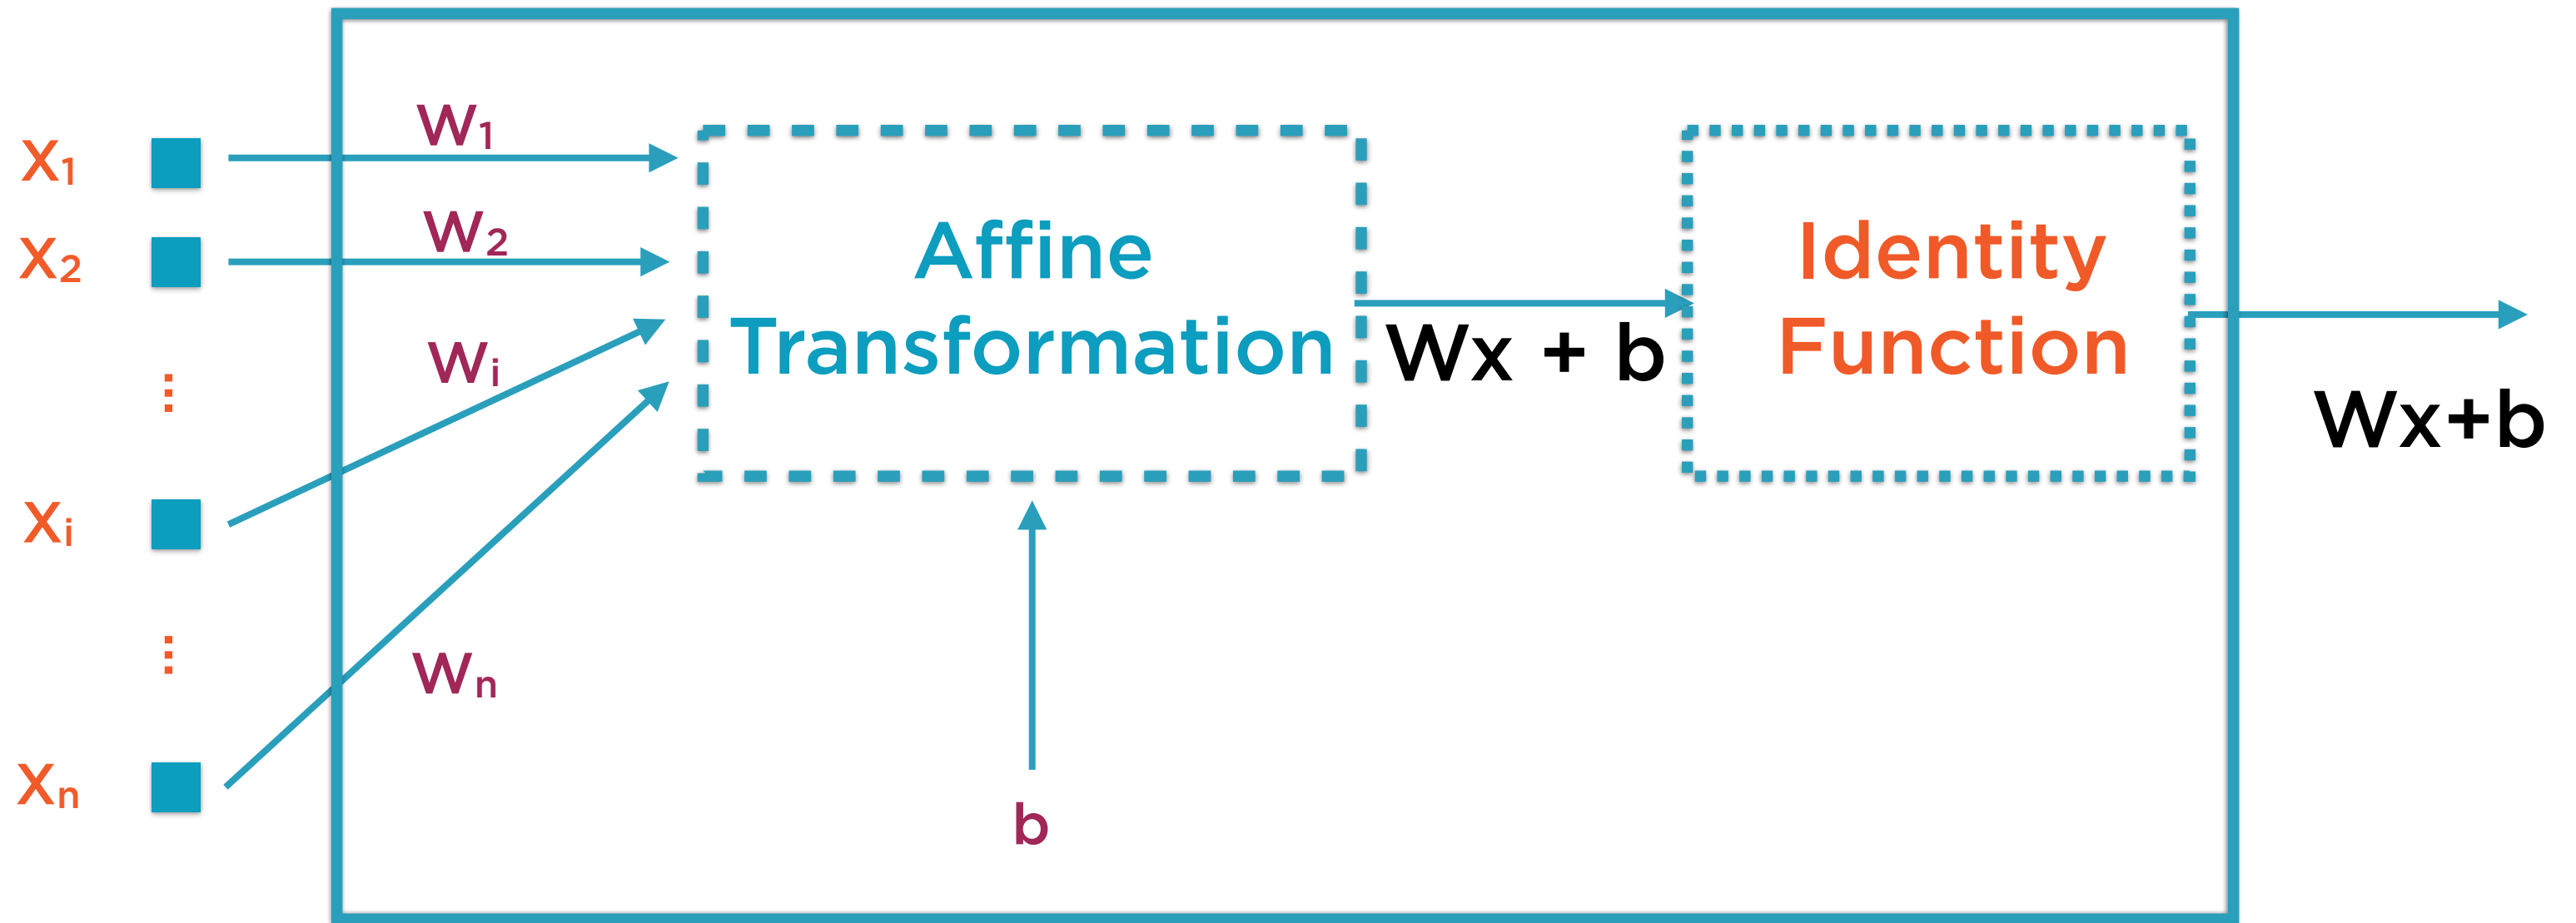 X₁
X₂
⋮
Xᵢ
⋮
Xₙ
W₁
W₂
Wᵢ
Wₙ
Affine
Transformation
b
Wx + b
Identity
Function
Wx+b